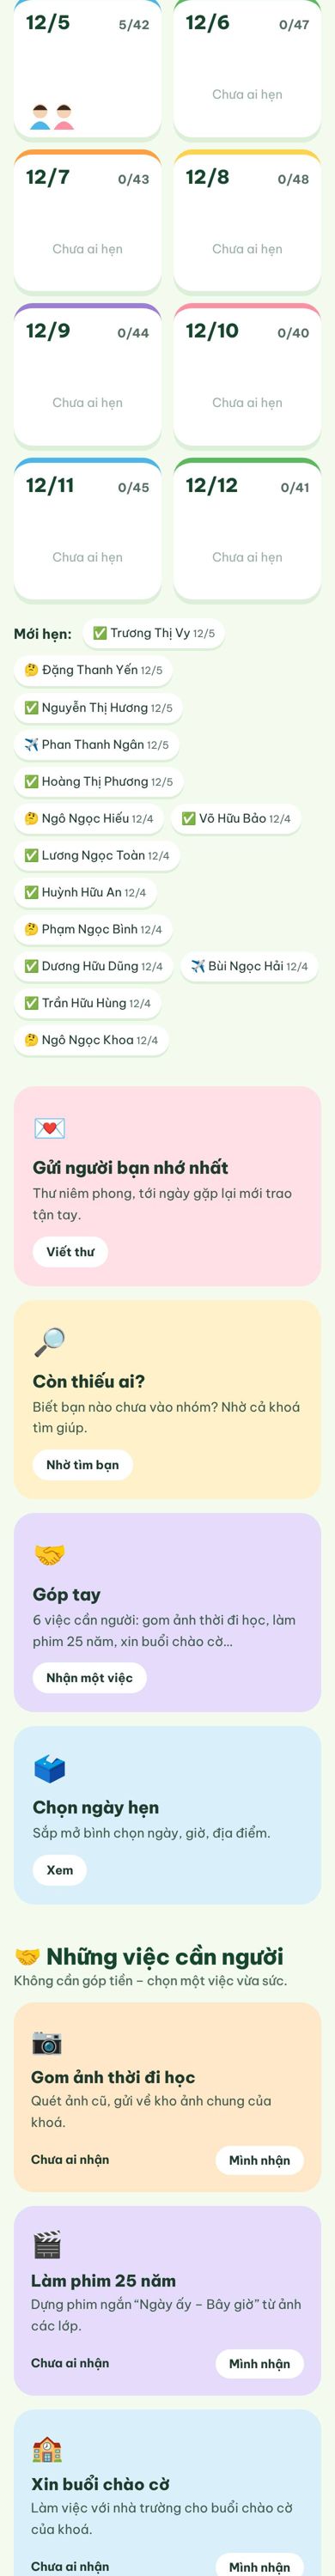 12/5 5/42
12/6 0/47
Chưa ai hẹn
12/7 0/43
12/8 0/48
Chưa ai hẹn
Chưa ai hẹn
12/9 0/44
12/10 0/40
Chưa ai hẹn
Chưa ai hẹn
12/11 0/45
12/12 0/41
Chưa ai hẹn
Chưa ai hẹn
Mới hẹn: ✅ Trương Thị Vy 12/5
🤔 Đặng Thanh Yến 12/5
✅ Nguyễn Thị Hương 12/5
✈️ Phan Thanh Ngân 12/5
✅ Hoàng Thị Phương 12/5
🤔 Ngô Ngọc Hiếu 12/4 ✅ Võ Hữu Bảo 12/4
✅ Lương Ngọc Toàn 12/4
✅ Huỳnh Hữu An 12/4
🤔 Phạm Ngọc Bình 12/4
✅ Dương Hữu Dũng 12/4 ✈️ Bùi Ngọc Hải 12/4
✅ Trần Hữu Hùng 12/4
🤔 Ngô Ngọc Khoa 12/4
Gửi người bạn nhớ nhất
Thư niêm phong, tới ngày gặp lại mới trao
tận tay.
Viết thư
Còn thiếu ai?
Biết bạn nào chưa vào nhóm? Nhờ cả khoá
tìm giúp.
Nhờ tìm bạn
Góp tay
6 việc cần người: gom ảnh thời đi học, làm
phim 25 năm, xin buổi chào cờ...
Nhận một việc
Chọn ngày hẹn
Sắp mở bình chọn ngày, giờ, địa điểm.
Xem
🤝 Những việc cần người
Không cần góp tiền – chọn một việc vừa sức.
Gom ảnh thời đi học
Quét ảnh cũ, gửi về kho ảnh chung của
khoá.
Chưa ai nhận Mình nhận
Làm phim 25 năm
Dựng phim ngắn “Ngày ấy – Bây giờ” từ ảnh
các lớp.
Chưa ai nhận Mình nhận
Xin buổi chào cờ
Làm việc với nhà trường cho buổi chào cờ
của khoá.
Chưa ai nhận Mình nhận